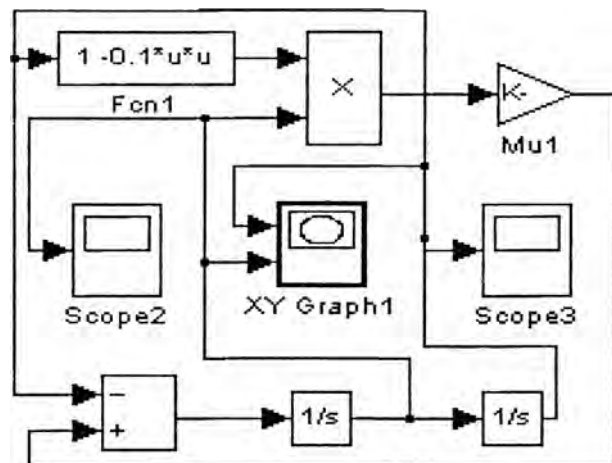 1 -0.1*u*u
Fcn1
X
K-
Mu1
Scope2
XY Graph1
Scope3
−
+
1/s
1/s